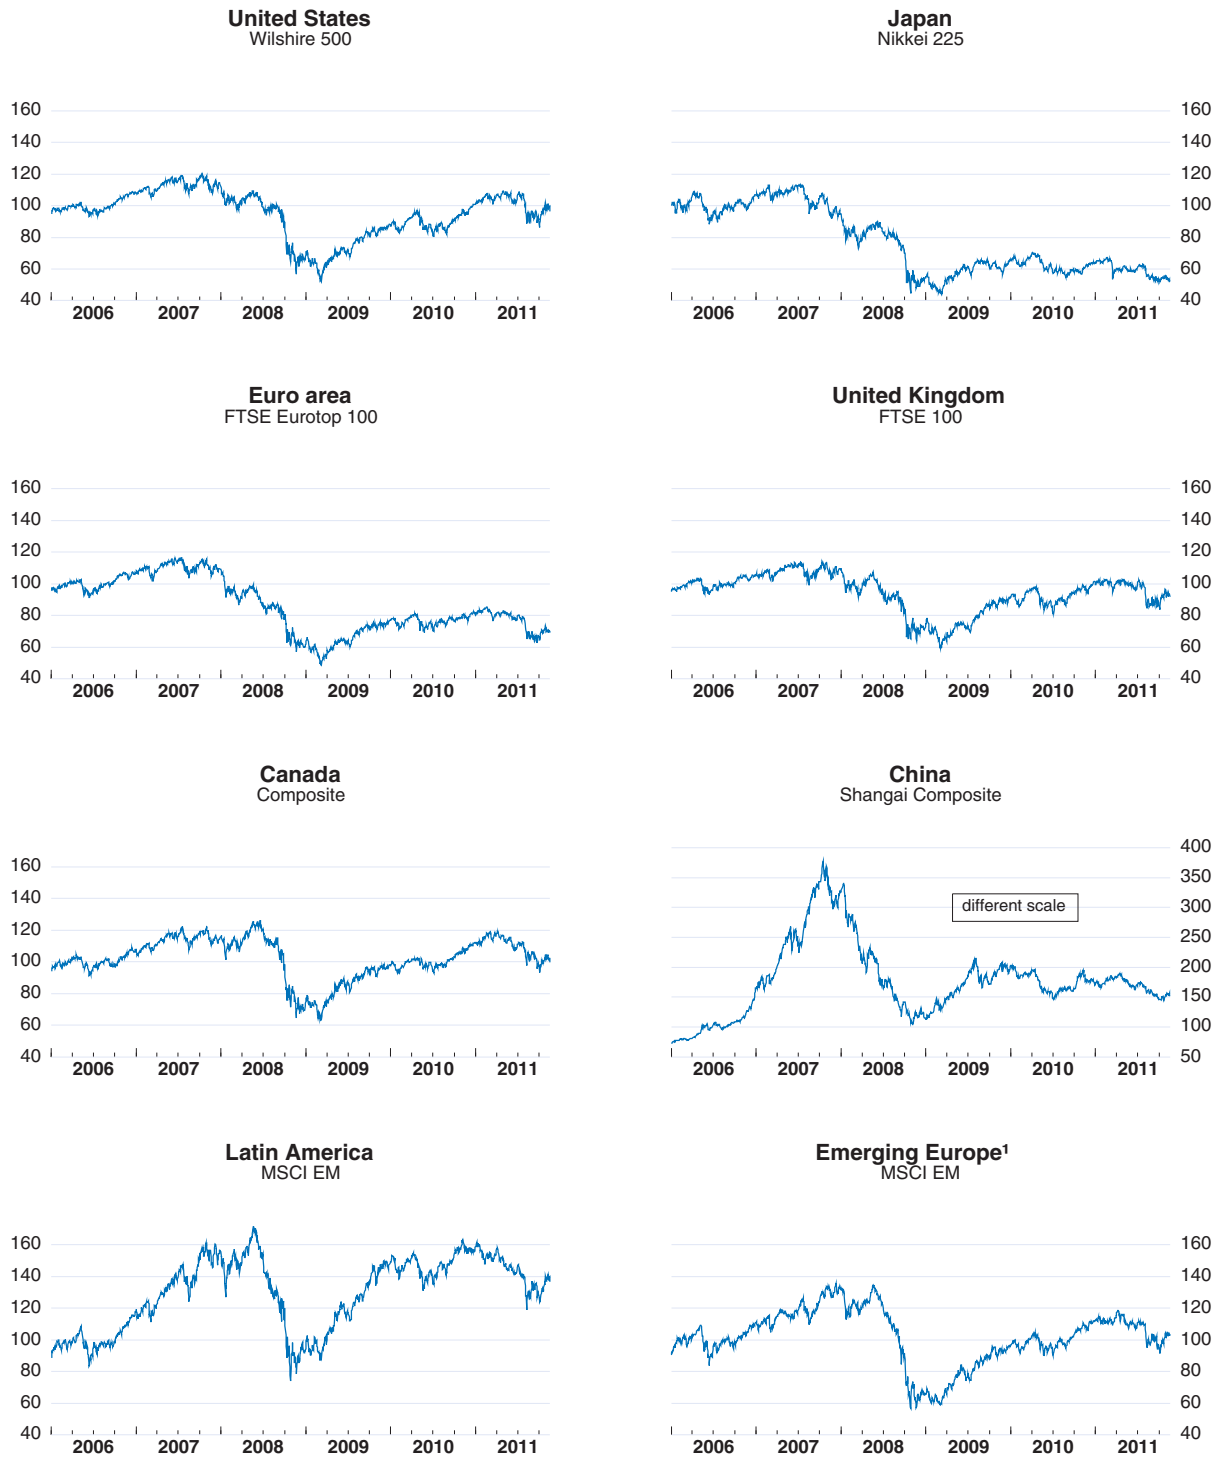 United States
Wilshire 500
160
140
120
100
80
60
40
2006 2007 2008 2009 2010 2011
Japan
Nikkei 225
160
140
120
100
80
60
40
2006 2007 2008 2009 2010 2011
Euro area
FTSE Eurotop 100
160
140
120
100
80
60
40
2006 2007 2008 2009 2010 2011
United Kingdom
FTSE 100
160
140
120
100
80
60
40
2006 2007 2008 2009 2010 2011
Canada
Composite
160
140
120
100
80
60
40
2006 2007 2008 2009 2010 2011
China
Shangai Composite
400
350
different scale
300
250
200
150
100
50
2006 2007 2008 2009 2010 2011
Latin America
MSCI EM
160
140
120
100
80
60
40
2006 2007 2008 2009 2010 2011
Emerging Europe¹
MSCI EM
160
140
120
100
80
60
40
2006 2007 2008 2009 2010 2011